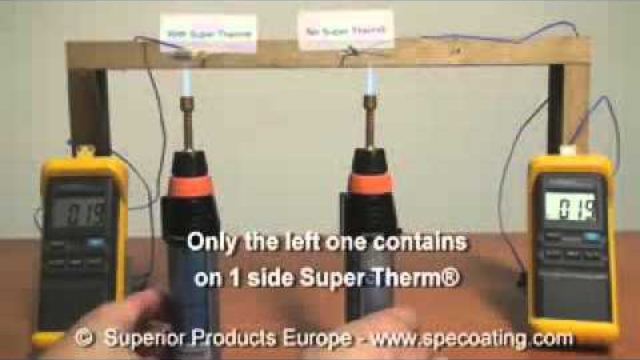 With Super Therm
No Super Therm
019
019
Only the left one contains
on 1 side Super Therm®
© Superior Products Europe - www.specoating.com